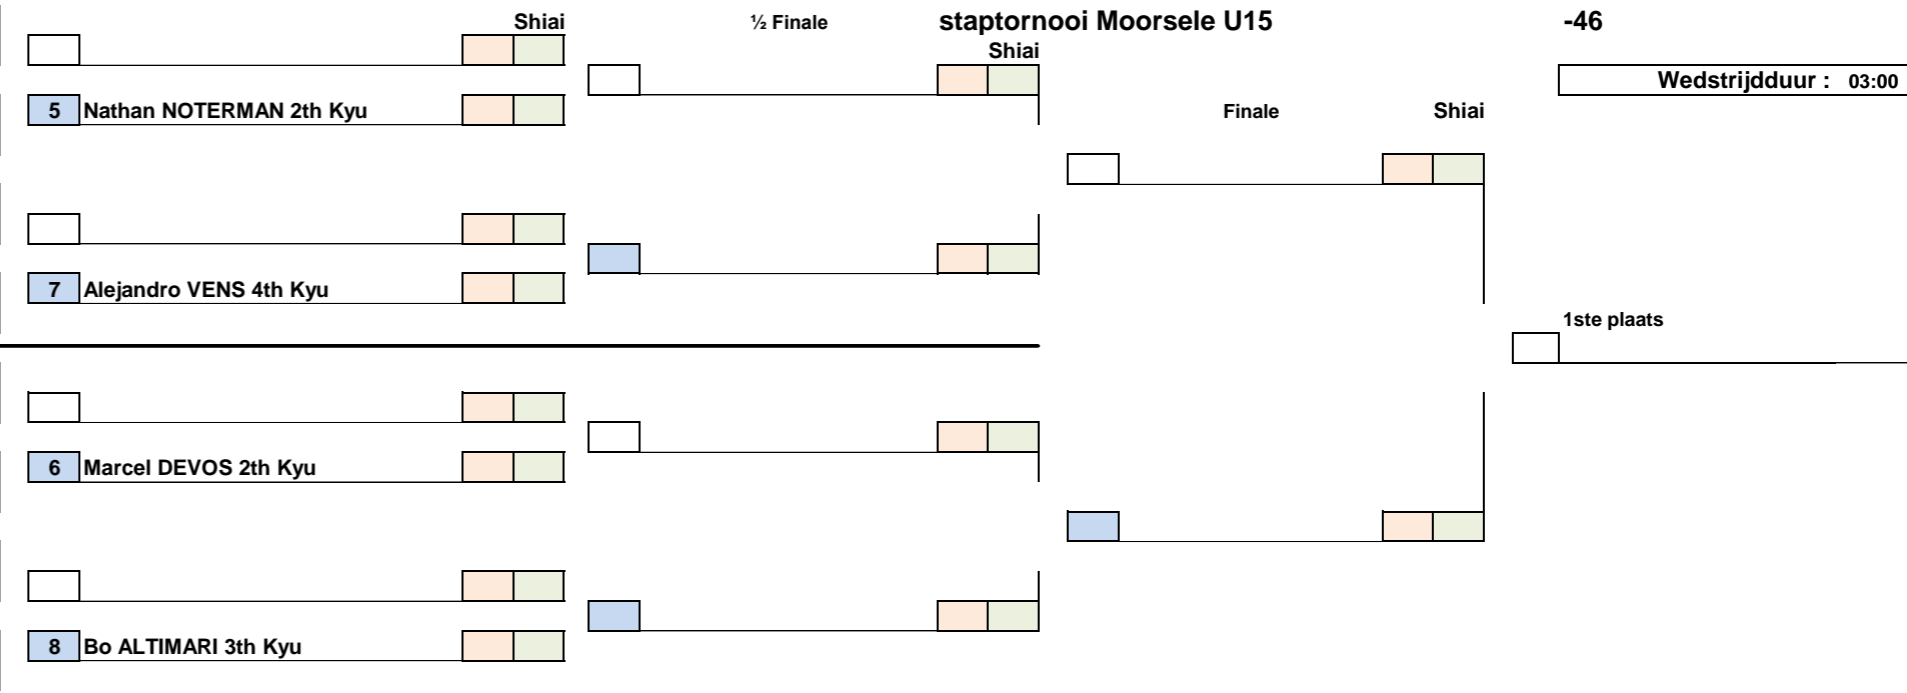 Shiai ½ Finale staptornooi Moorsele U15 -46
Shiai
Wedstrijdduur : 03:00
5 Nathan NOTERMAN 2th Kyu Finale Shiai
7 Alejandro VENS 4th Kyu
1ste plaats
6 Marcel DEVOS 2th Kyu
8 Bo ALTIMARI 3th Kyu